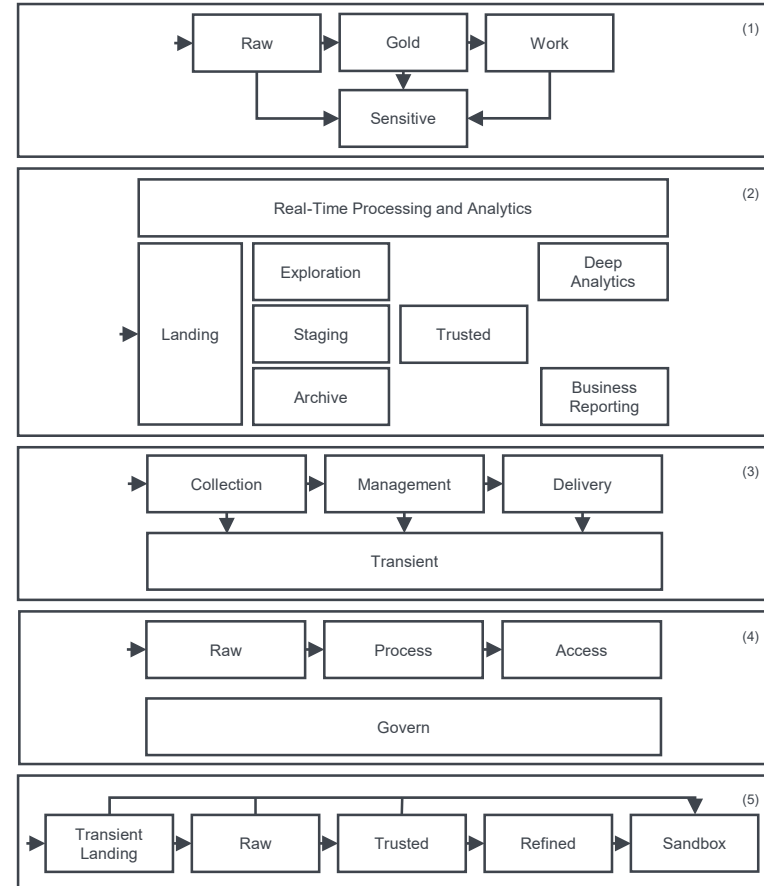 (1)
Raw
Gold
Work
Sensitive
(2)
Real-Time Processing and Analytics
Landing
Exploration
Deep
Analytics
Staging
Trusted
Archive
Business
Reporting
(3)
Collection
Management
Delivery
Transient
(4)
Raw
Process
Access
Govern
(5)
Transient
Landing
Raw
Trusted
Refined
Sandbox